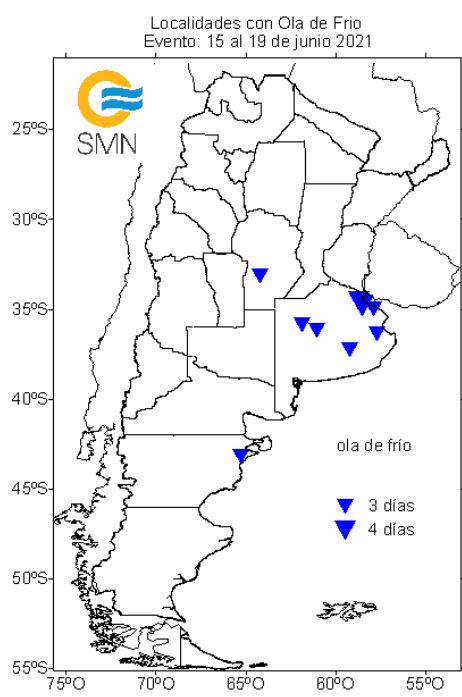 Localidades con Ola de Frio
Evento: 15 al 19 de junio 2021
SMN
25ºS
30ºS
35ºS
40ºS
45ºS
50ºS
55ºS
ola de frío
3 días
4 días
75ºO
70ºO
65ºO
60ºO
55ºO